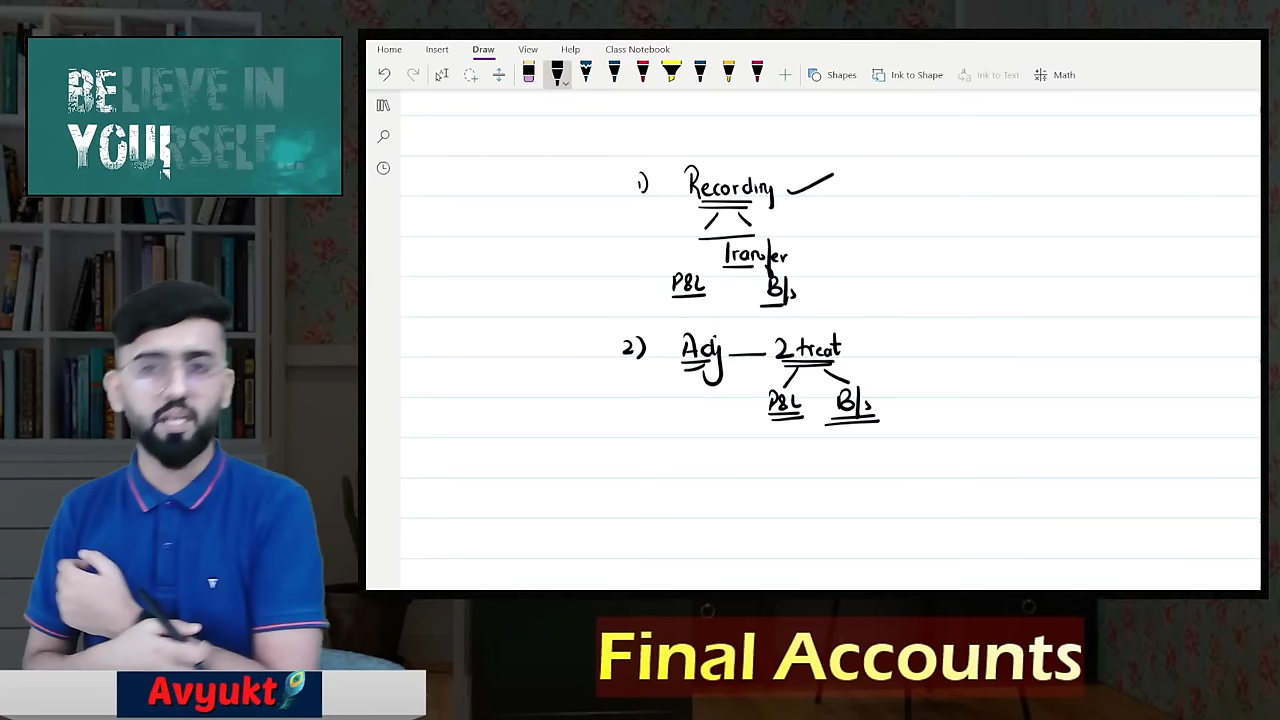 BELIEVE IN
YOURSELF...
Home Insert Draw View Help Class Notebook
Shapes Ink to Shape Ink to Text Math
1) Recording
Transfer
P&L B/s
2) Adj — 2 treat
P&L B/s
Final Accounts
Avyukt